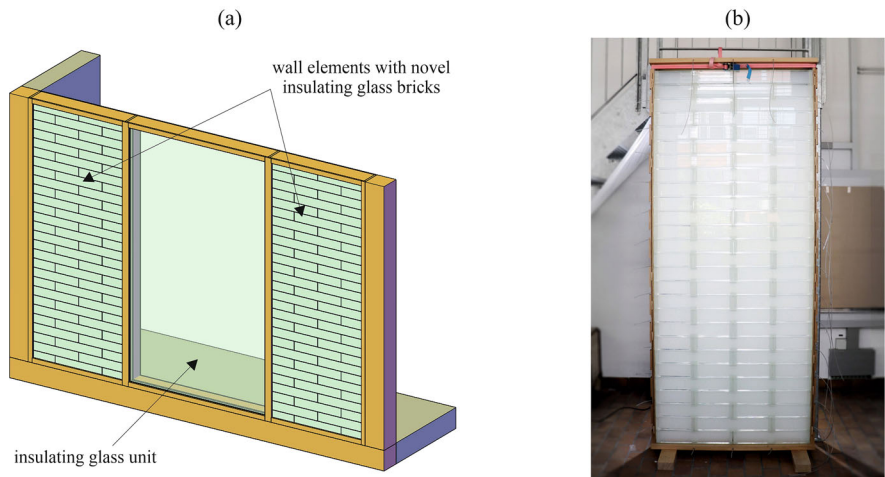 (a)
(b)
wall elements with novel
insulating glass bricks
insulating glass unit